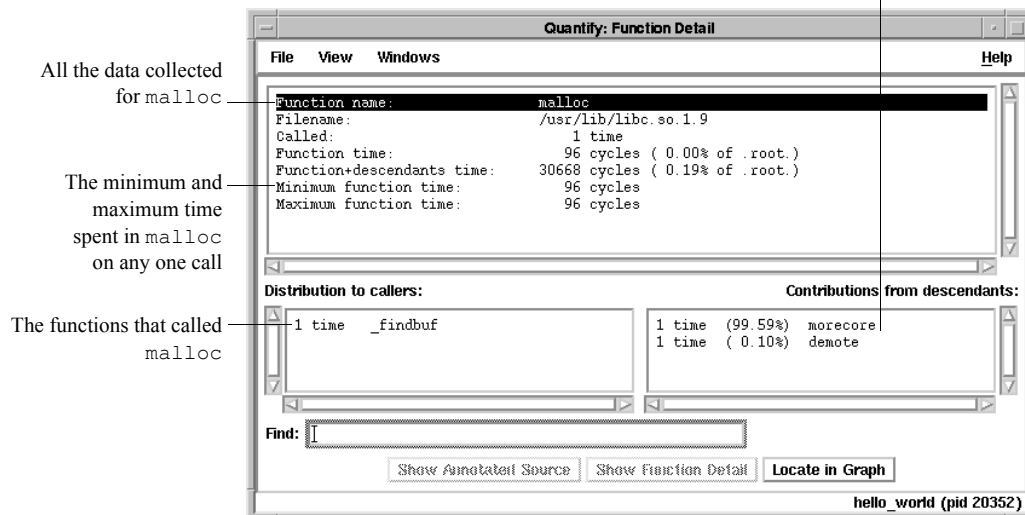 Quantify: Function Detail
File View Windows Help
All the data collected
for malloc
Function name: malloc
Filename: /usr/lib/libc.so.1.9
Called: 1 time
Function time: 96 cycles ( 0.00% of .root.)
Function+descendants time: 30668 cycles ( 0.19% of .root.)
Minimum function time: 96 cycles
Maximum function time: 96 cycles
The minimum and
maximum time
spent in malloc
on any one call
Distribution to callers: Contributions from descendants:
The functions that called
malloc
1 time _findbuf
1 time (99.59%) morecore
1 time ( 0.10%) demote
Find:
Show Annotated Source Show Function Detail Locate in Graph
hello_world (pid 20352)